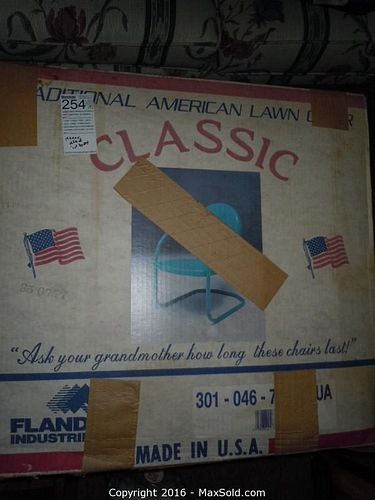 ADITIONAL AMERICAN LAWN
254
CLASSIC
"Ask your grandmother how long these chairs last!"
301 - 046 - 7 UA
FLAND
INDUSTRI
MADE IN U.S.A.
Copyright © 2016 - MaxSold.com